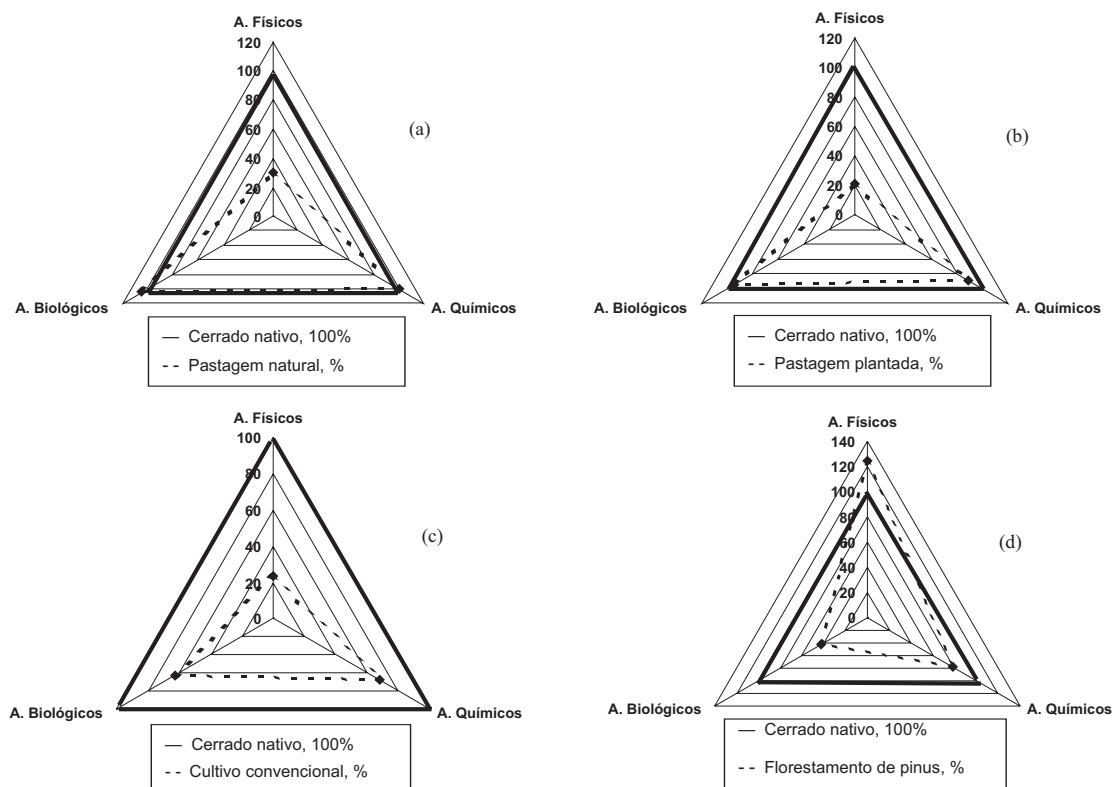 A. Físicos
120
100
80
60
40
20
0
(a)
A. Biológicos
A. Químicos
— Cerrado nativo, 100%
- - Pastagem natural, %
A. Físicos
120
100
80
60
40
20
0
(b)
A. Biológicos
A. Químicos
— Cerrado nativo, 100%
- - Pastagem plantada, %
A. Físicos
100
80
60
40
20
0
(c)
A. Biológicos
A. Químicos
— Cerrado nativo, 100%
- - Cultivo convencional, %
A. Físicos
140
120
100
80
60
40
20
0
(d)
A. Biológicos
A. Químicos
— Cerrado nativo, 100%
- - Florestamento de pinus, %